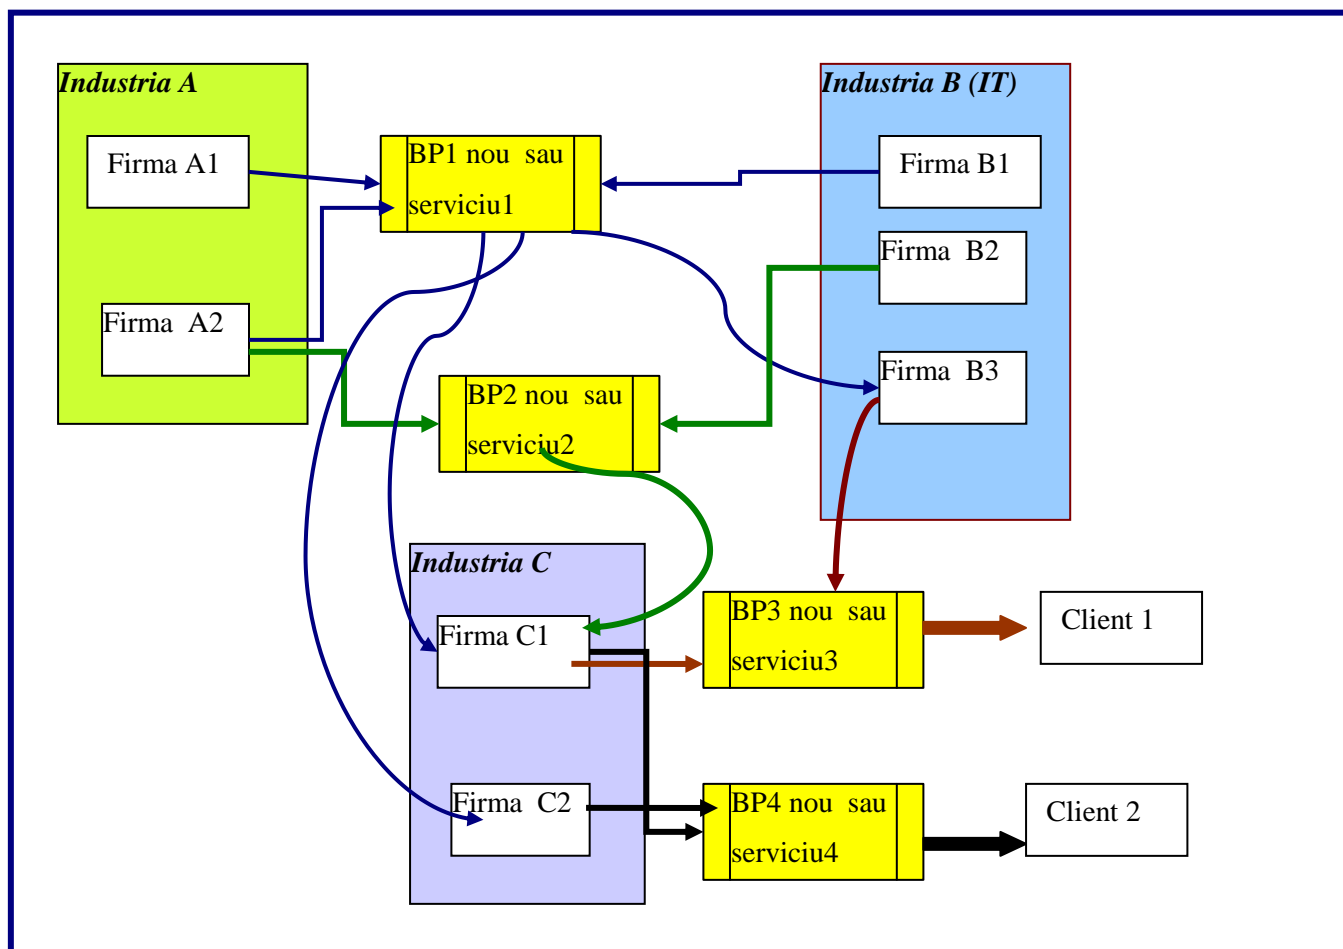 Industria A
Industria B (IT)
Firma A1
BP1 nou sau
serviciu1
Firma B1
Firma B2
Firma A2
Firma B3
BP2 nou sau
serviciu2
Industria C
Firma C1
BP3 nou sau
serviciu3
Client 1
Firma C2
BP4 nou sau
serviciu4
Client 2